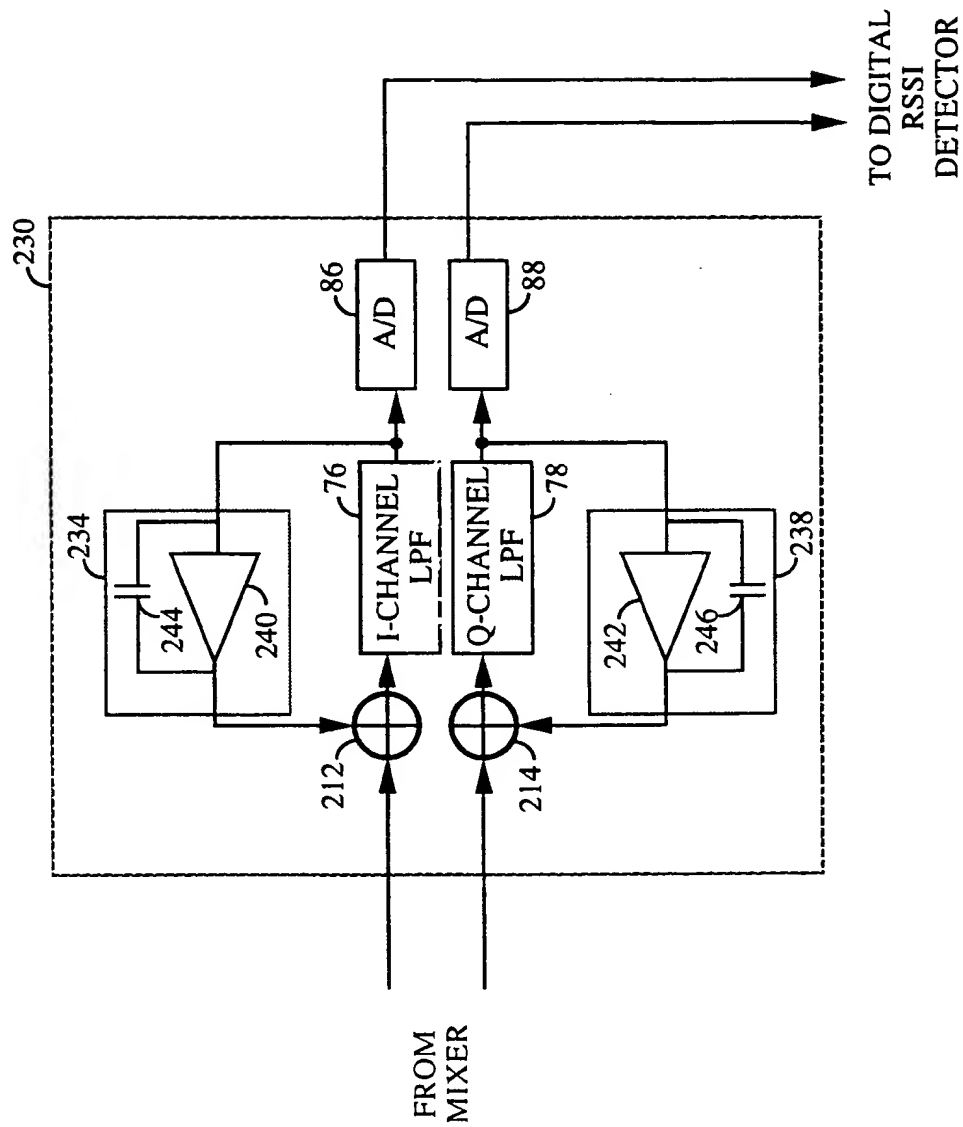 230
234
244
240
86
A/D
76
I-CHANNEL
LPF
212
FROM
MIXER
Q-CHANNEL
LPF
78
A/D
88
214
242
246
238
TO DIGITAL
RSSI
DETECTOR